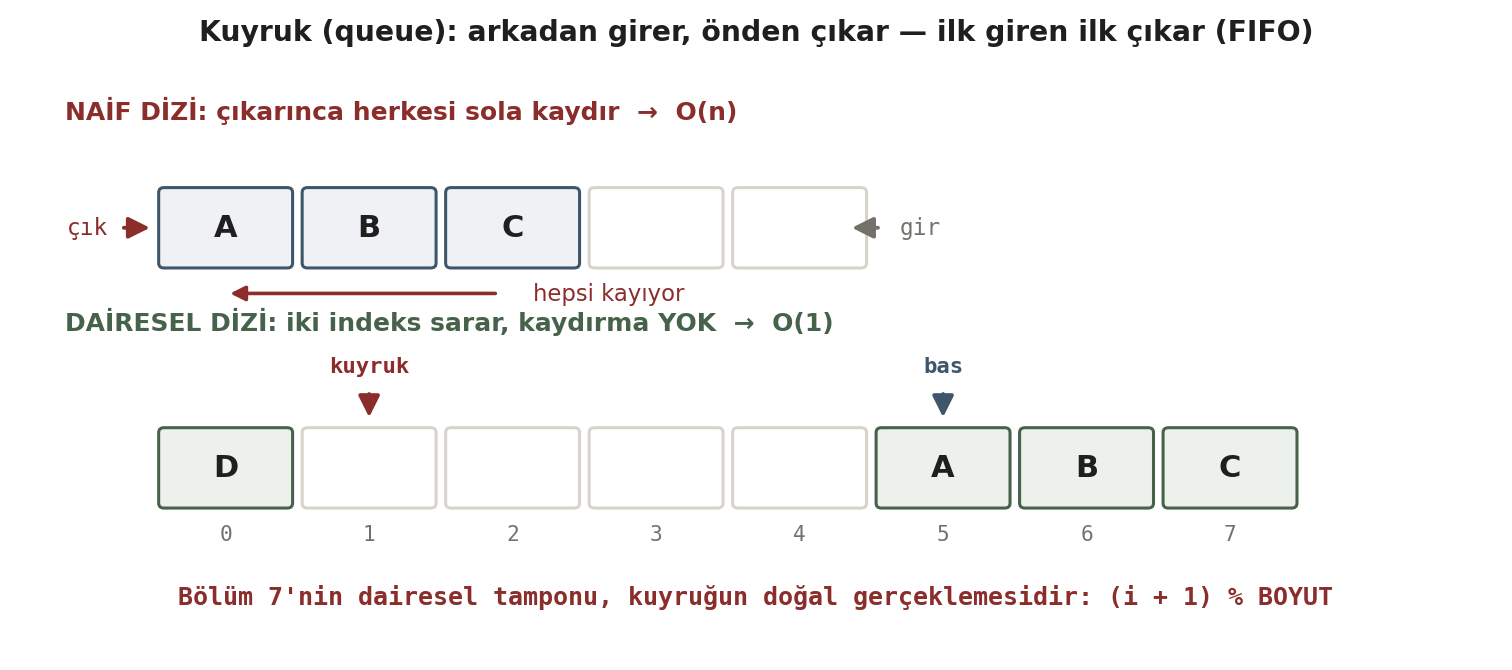 Kuyruk (queue): arkadan girer, önden çıkar — ilk giren ilk çıkar (FIFO)
NAİF DİZİ: çıkarınca herkesi sola kaydır → O(n)
çık A B C gir
hepsi kayıyor
DAİRESEL DİZİ: iki indeks sarar, kaydırma YOK → O(1)
kuyruk bas
D A B C
0 1 2 3 4 5 6 7
Bölüm 7'nin dairesel tamponu, kuyruğun doğal gerçeklemesidir: (i + 1) % BOYUT